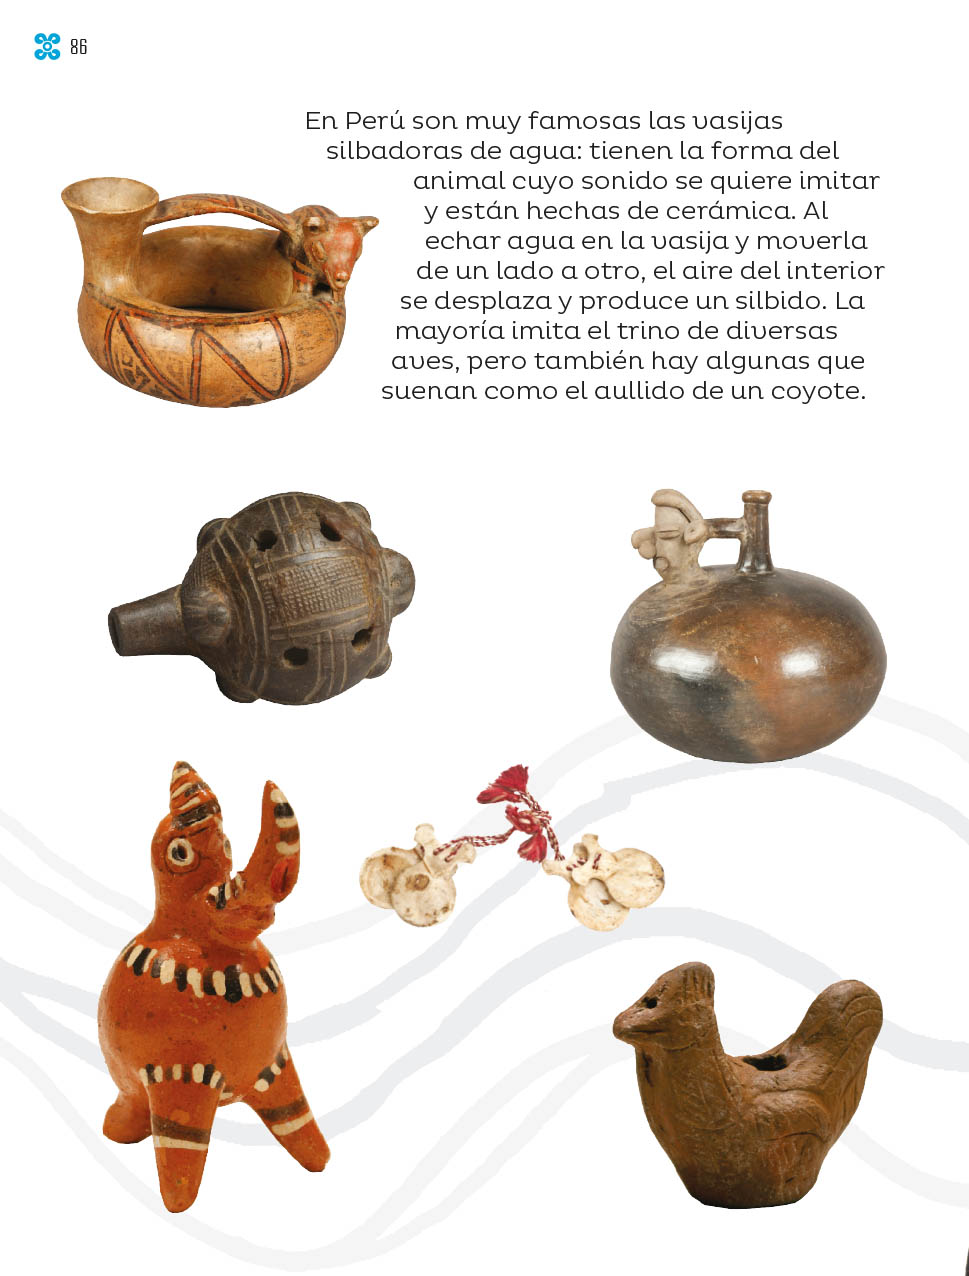 86
En Perú son muy famosas las vasijas
silbadoras de agua: tienen la forma del
animal cuyo sonido se quiere imitar
y están hechas de cerámica. Al
echar agua en la vasija y moverla
de un lado a otro, el aire del interior
se desplaza y produce un silbido. La
mayoría imita el trino de diversas
aves, pero también hay algunas que
suenan como el aullido de un coyote.